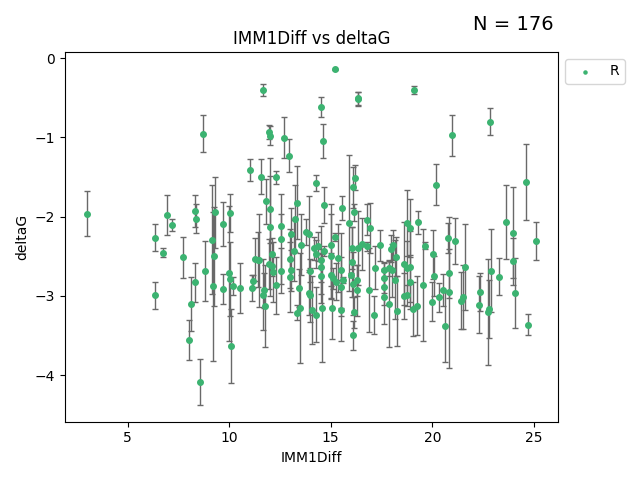 N = 176
IMM1Diff vs deltaG
R
0
−1
−2
−3
−4
deltaG
5 10 15 20 25
IMM1Diff